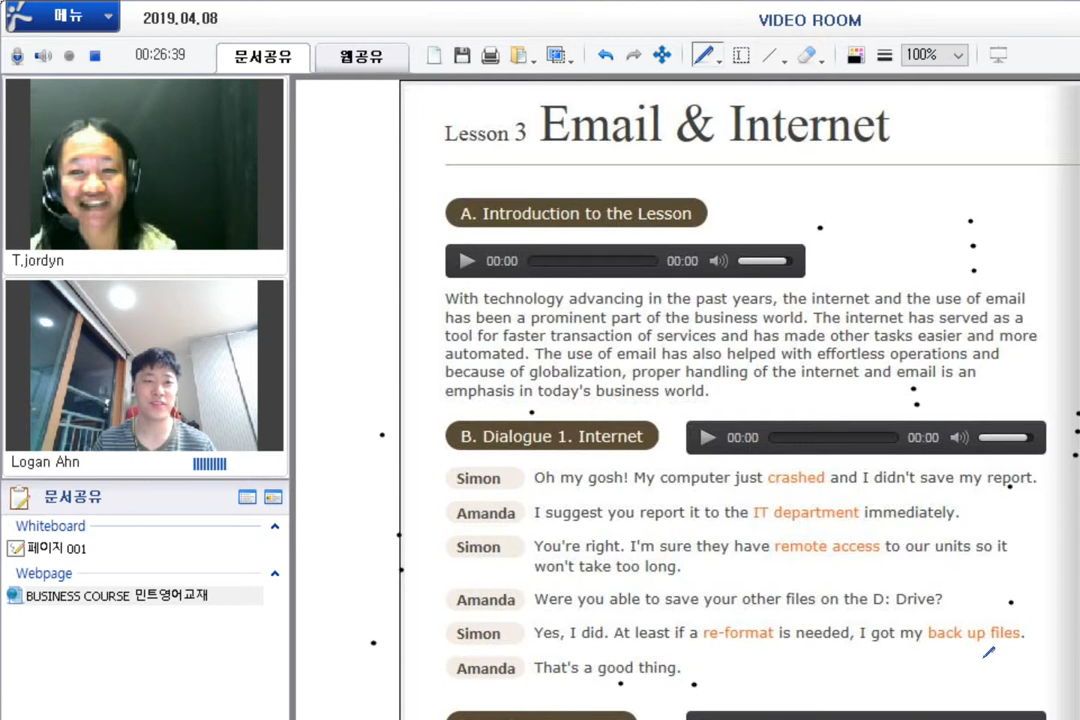 메뉴
2019.04.08
VIDEO ROOM
00:26:39
문서공유
웹공유
100%
T.jordyn
Logan Ahn
문서공유
Whiteboard
페이지 001
Webpage
BUSINESS COURSE 민트영어교재
Lesson 3 Email & Internet
A. Introduction to the Lesson
00:00 00:00
With technology advancing in the past years, the internet and the use of email
has been a prominent part of the business world. The internet has served as a
tool for faster transaction of services and has made other tasks easier and more
automated. The use of email has also helped with effortless operations and
because of globalization, proper handling of the internet and email is an
emphasis in today's business world.
B. Dialogue 1. Internet
00:00 00:00
Simon Oh my gosh! My computer just crashed and I didn't save my report.
Amanda I suggest you report it to the IT department immediately.
Simon You're right. I'm sure they have remote access to our units so it
won't take too long.
Amanda Were you able to save your other files on the D: Drive?
Simon Yes, I did. At least if a re-format is needed, I got my back up files.
Amanda That's a good thing.